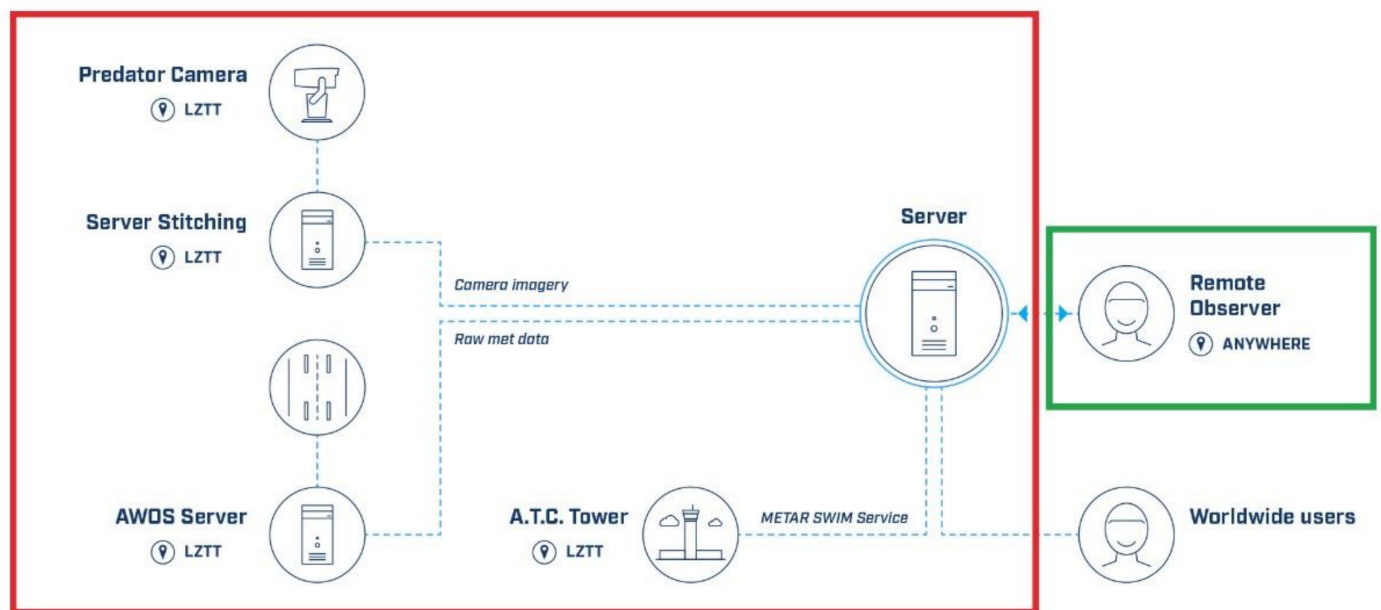 Predator Camera
LZTT
Server Stitching
LZTT
Camera imagery
Raw met data
AWOS Server
LZTT
A.T.C. Tower
LZTT
METAR SWIM Service
Server
Remote
Observer
ANYWHERE
Worldwide users